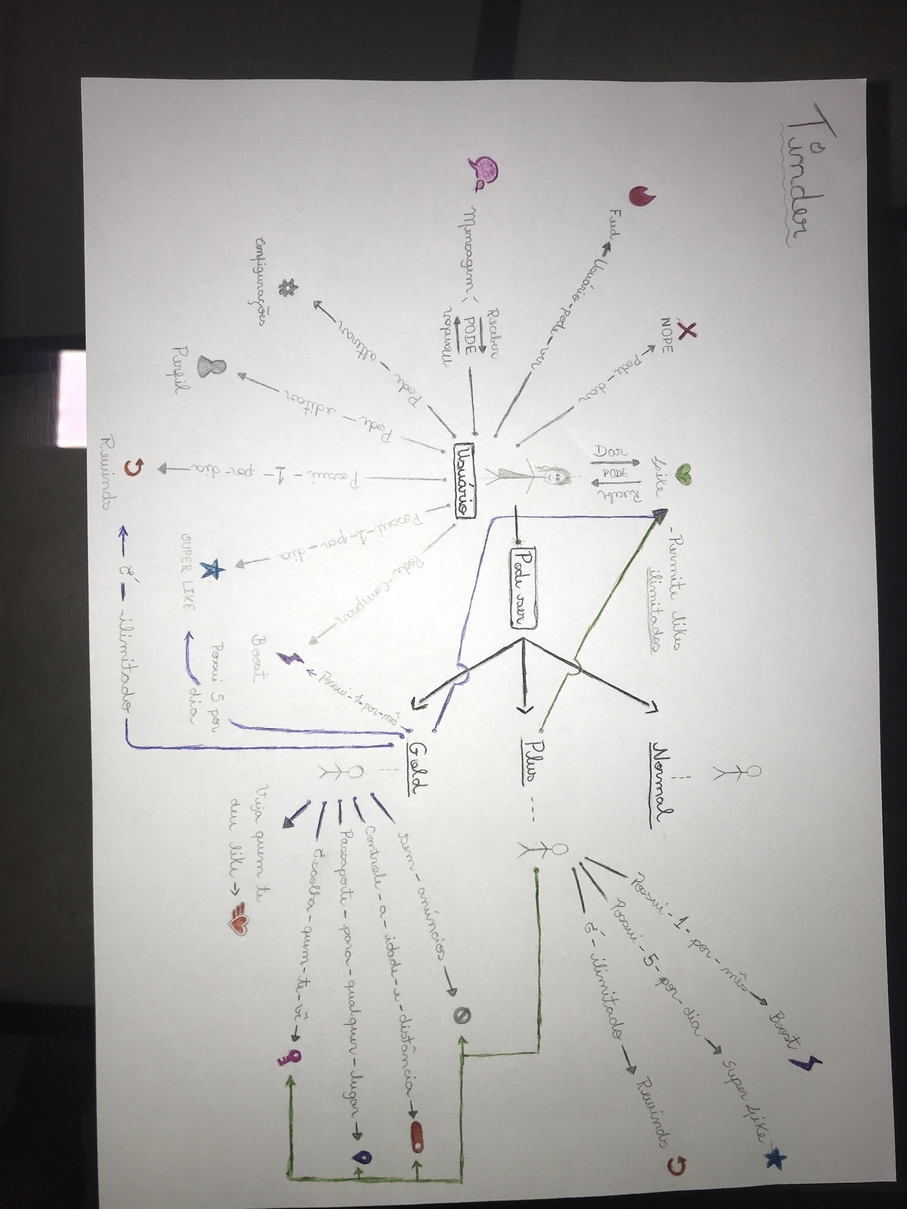 Tinder
Feed
Usuário-pode-ver
NOPE
Pode-dar
Like
Dar
PODE
Recebe
- Permite likes
ilimitados
Mensagem
Receber
PODE
mandar
Configurações
Pode - alterar
Perfil
Pode - editar
Usuário
Pode ser
Rewinds
Possui - 1 - por - dia
SUPER LIKE
Possui-1-por-dia
Boost
Pode-comprar
Possui-1-por-mês
Possui 5 por
dia
é - ilimitado
Normal
Plus
Gold
Possui-1-por-mês
Boost
Possui-5-por-dia
Super like
é - ilimitado
Rewinds
sem - anúncios
Controle-a-idade-e-distância
Passaporte-para-qualquer-lugar
Escolha-quem-te-vê
Veja quem te
deu like